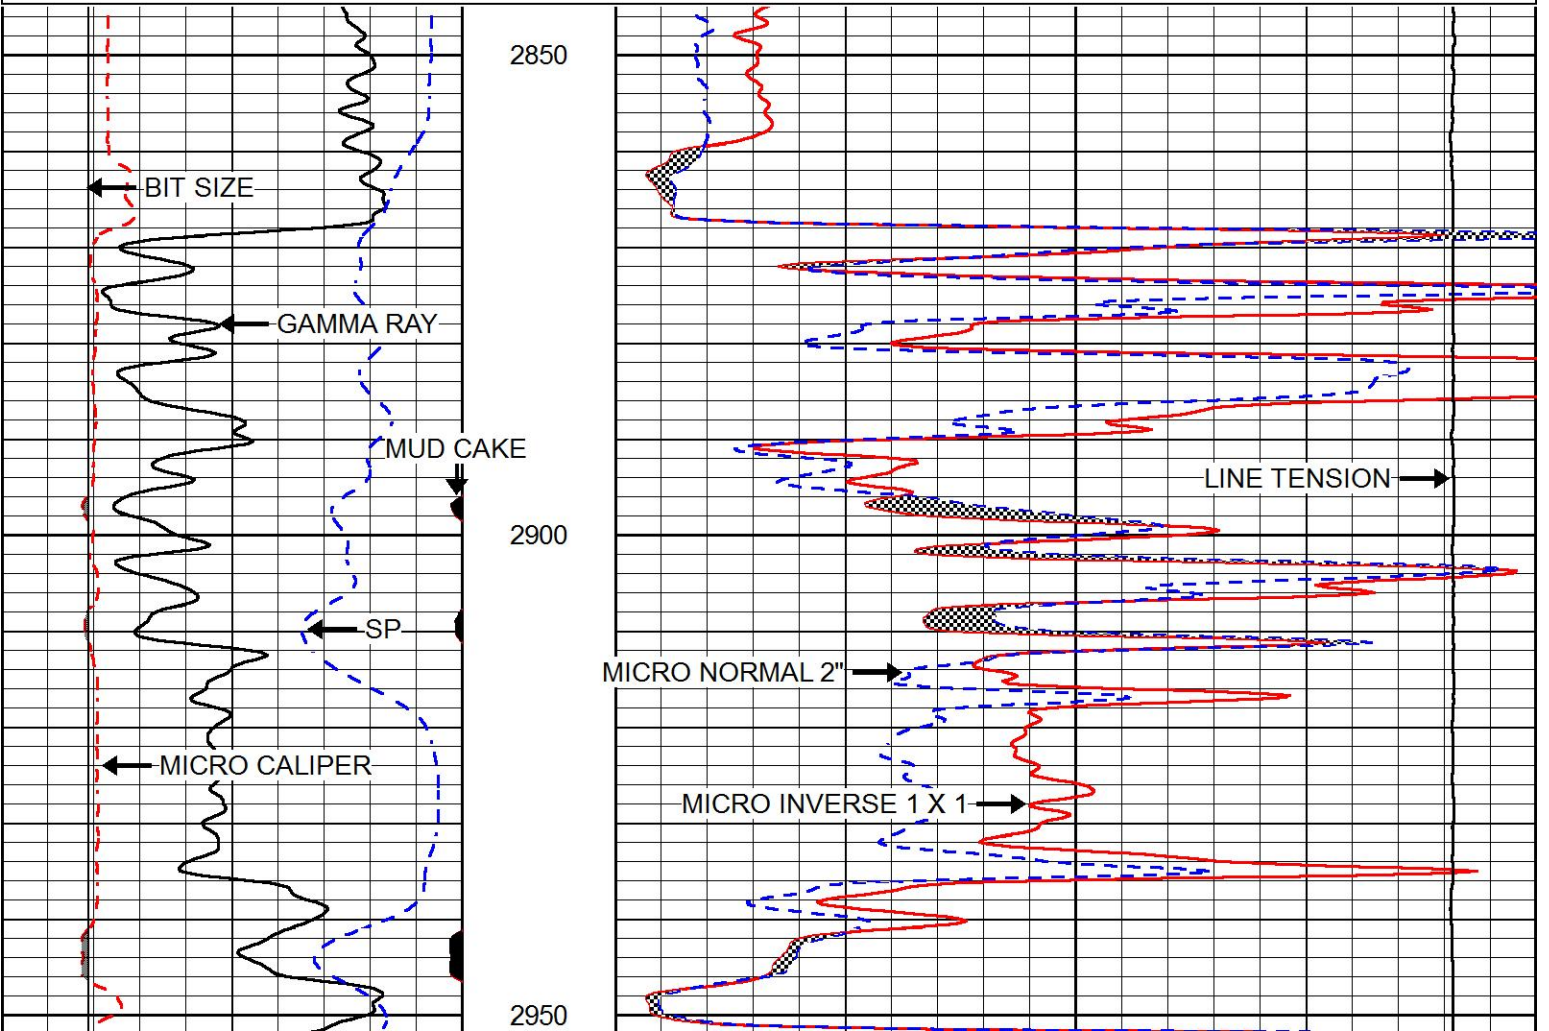 2850
BIT SIZE
GAMMA RAY
MUD CAKE
LINE TENSION
2900
SP
MICRO NORMAL 2"
MICRO CALIPER
MICRO INVERSE 1 X 1
2950